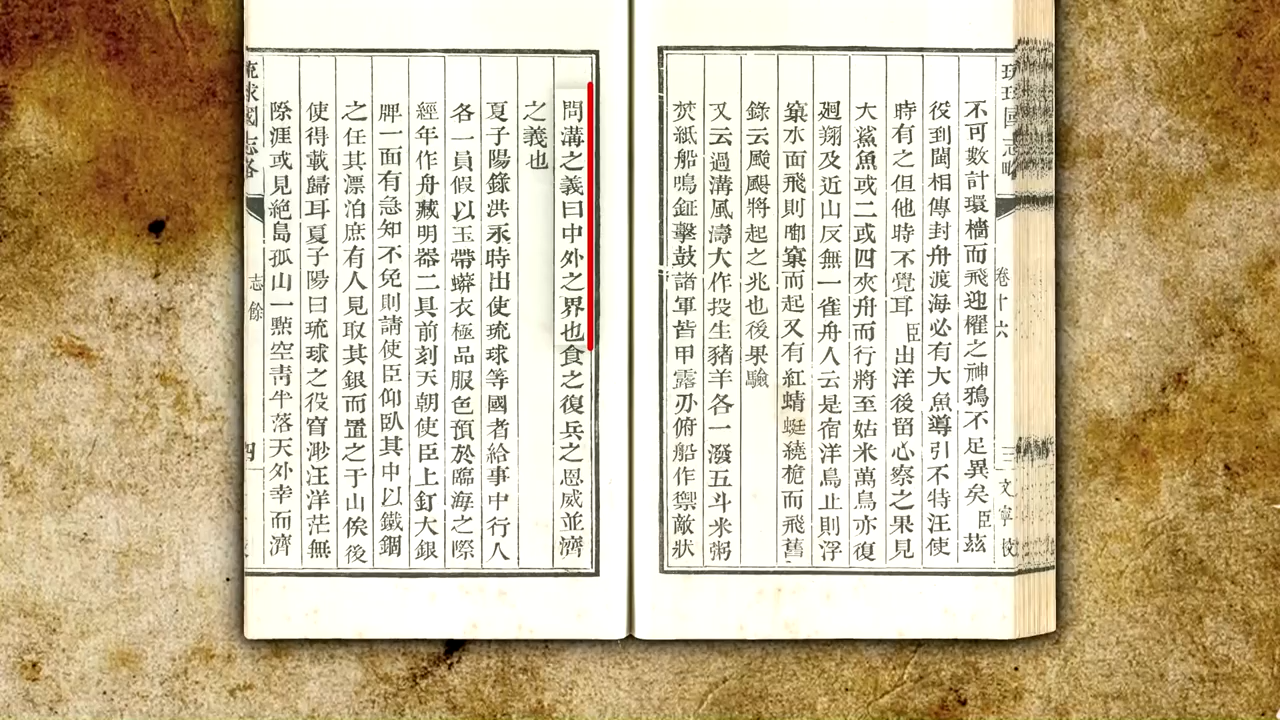 卷十六
三
文
不可數計環檣而飛迎櫂之神鴉不足異矣臣茲
役到閩相傳封舟渡海必有大魚導引不特汪使
時有之但他時不覺耳臣出洋後留心察之果見
大鯊魚或二或四夾舟而行將至姑米萬鳥亦復
廻翔及近山反無一雀舟人云是宿洋鳥止則浮
窠水面飛則啣窠而起又有紅蜻蜓繞桅而飛舊
錄云颱颶將起之兆也後果驗
又云過溝風濤大作投生豬羊各一潑五斗米粥
焚紙船鳴鉦擊鼓諸軍皆甲露刃俯船作禦敵狀
問溝之義曰中外之界也食之復兵之恩威並濟
之義也
夏子陽錄洪永時出使琉球等國者給事中行人
各一員假以玉帶蟒衣極品服色預於臨海之際
經年作舟藏明器二具前刻天朝使臣上釘大銀
牌一面有急知不免則請使臣仰臥其中以鐵錮
之任其漂泊庶有人見取其銀而置之于山俟後
使得載歸耳夏子陽曰琉球之役窅渺汪洋茫無
際涯或見絶島孤山一點空靑半落天外幸而濟
琉球國志畧
志餘
四